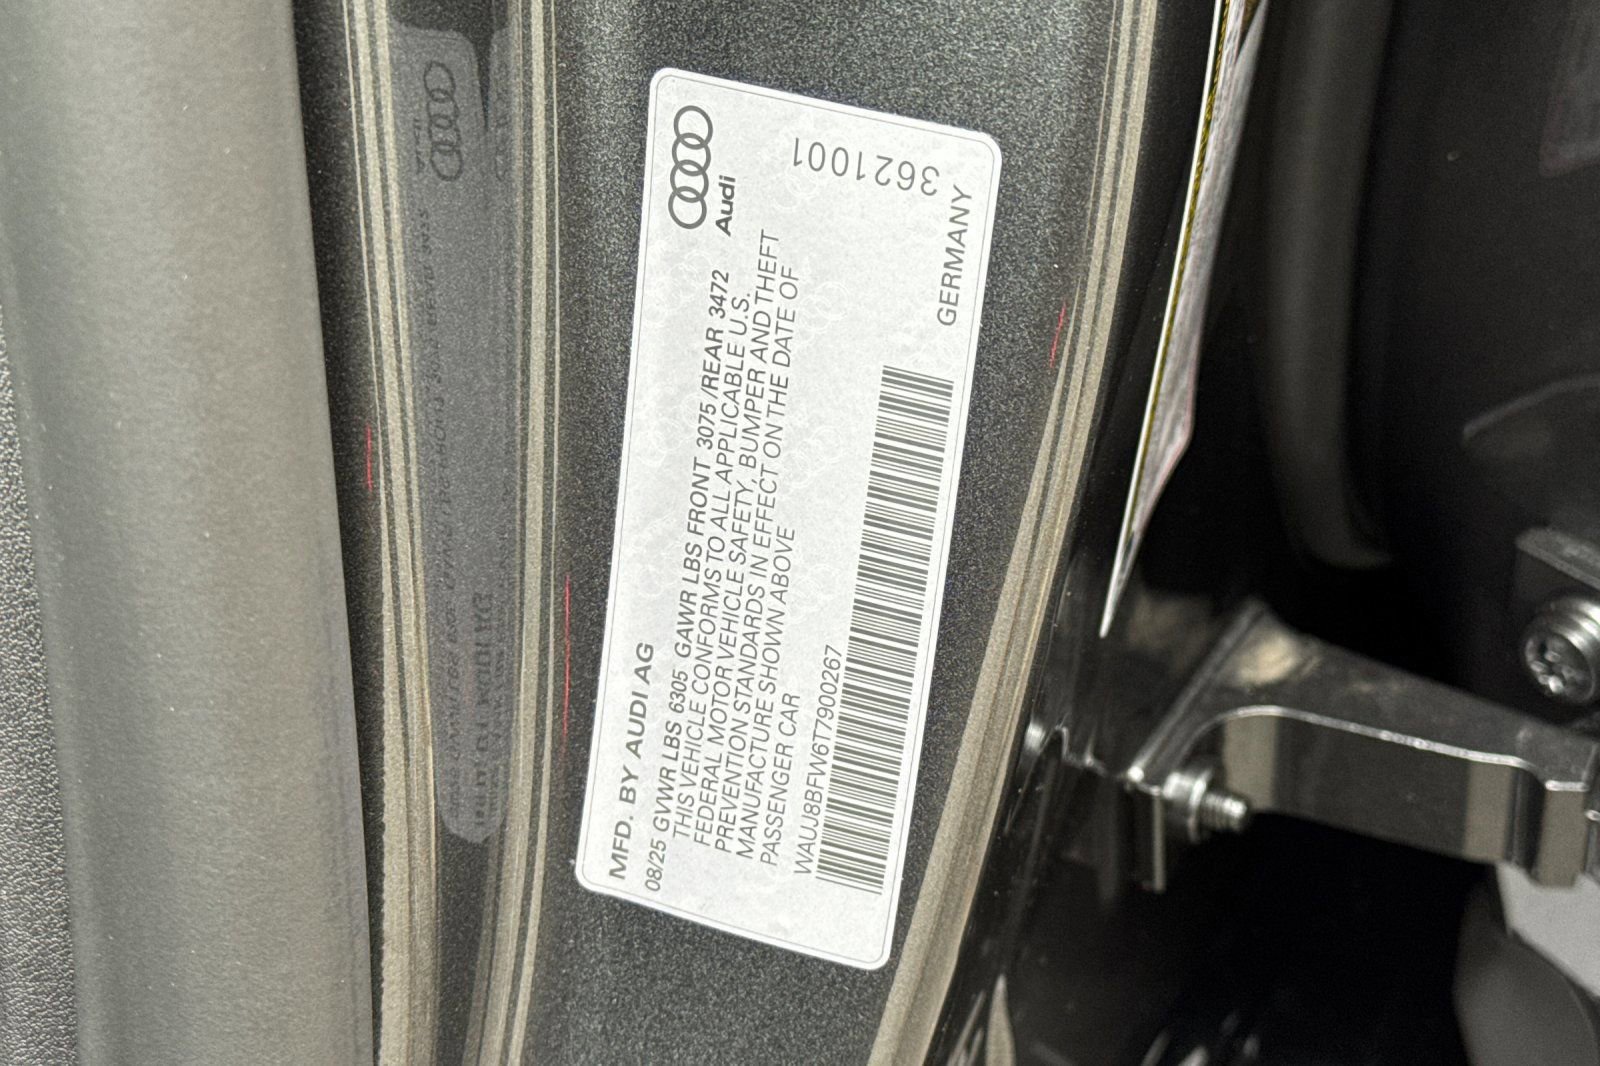 MFD. BY AUDI AG
08/25 GVWR LBS 6305 GAWR LBS FRONT 3075/REAR 3472
THIS VEHICLE CONFORMS TO ALL APPLICABLE U.S.
FEDERAL MOTOR VEHICLE SAFETY, BUMPER AND THEFT
PREVENTION STANDARDS IN EFFECT ON THE DATE OF
MANUFACTURE SHOWN ABOVE
PASSENGER CAR
WAUJ8BFW6T7900267
Audi
3621001
GERMANY